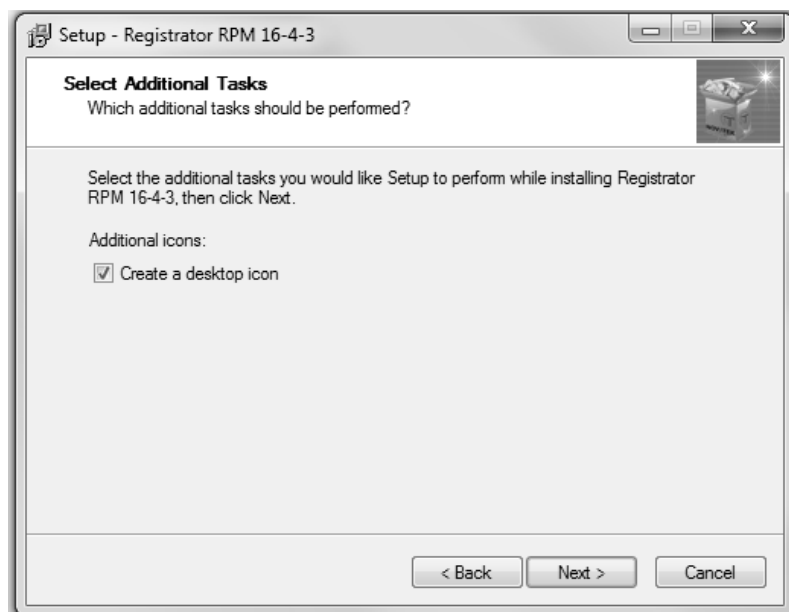 Setup - Registrator RPM 16-4-3
Select Additional Tasks
Which additional tasks should be performed?
Select the additional tasks you would like Setup to perform while installing Registrator
RPM 16-4-3, then click Next.
Additional icons:
Create a desktop icon
< Back Next > Cancel